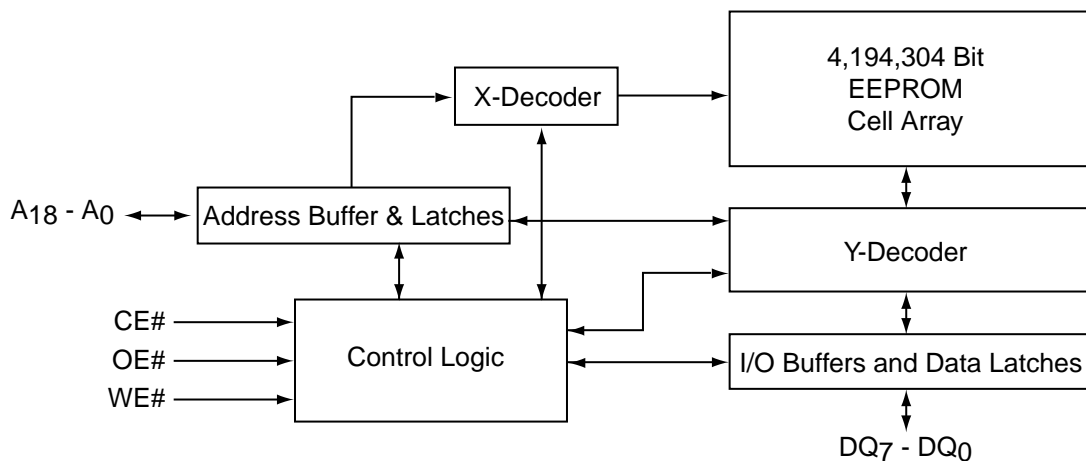 4,194,304 Bit
EEPROM
Cell Array
X-Decoder
A18 - A0
Address Buffer & Latches
Y-Decoder
CE#
OE#
WE#
Control Logic
I/O Buffers and Data Latches
DQ7 - DQ0